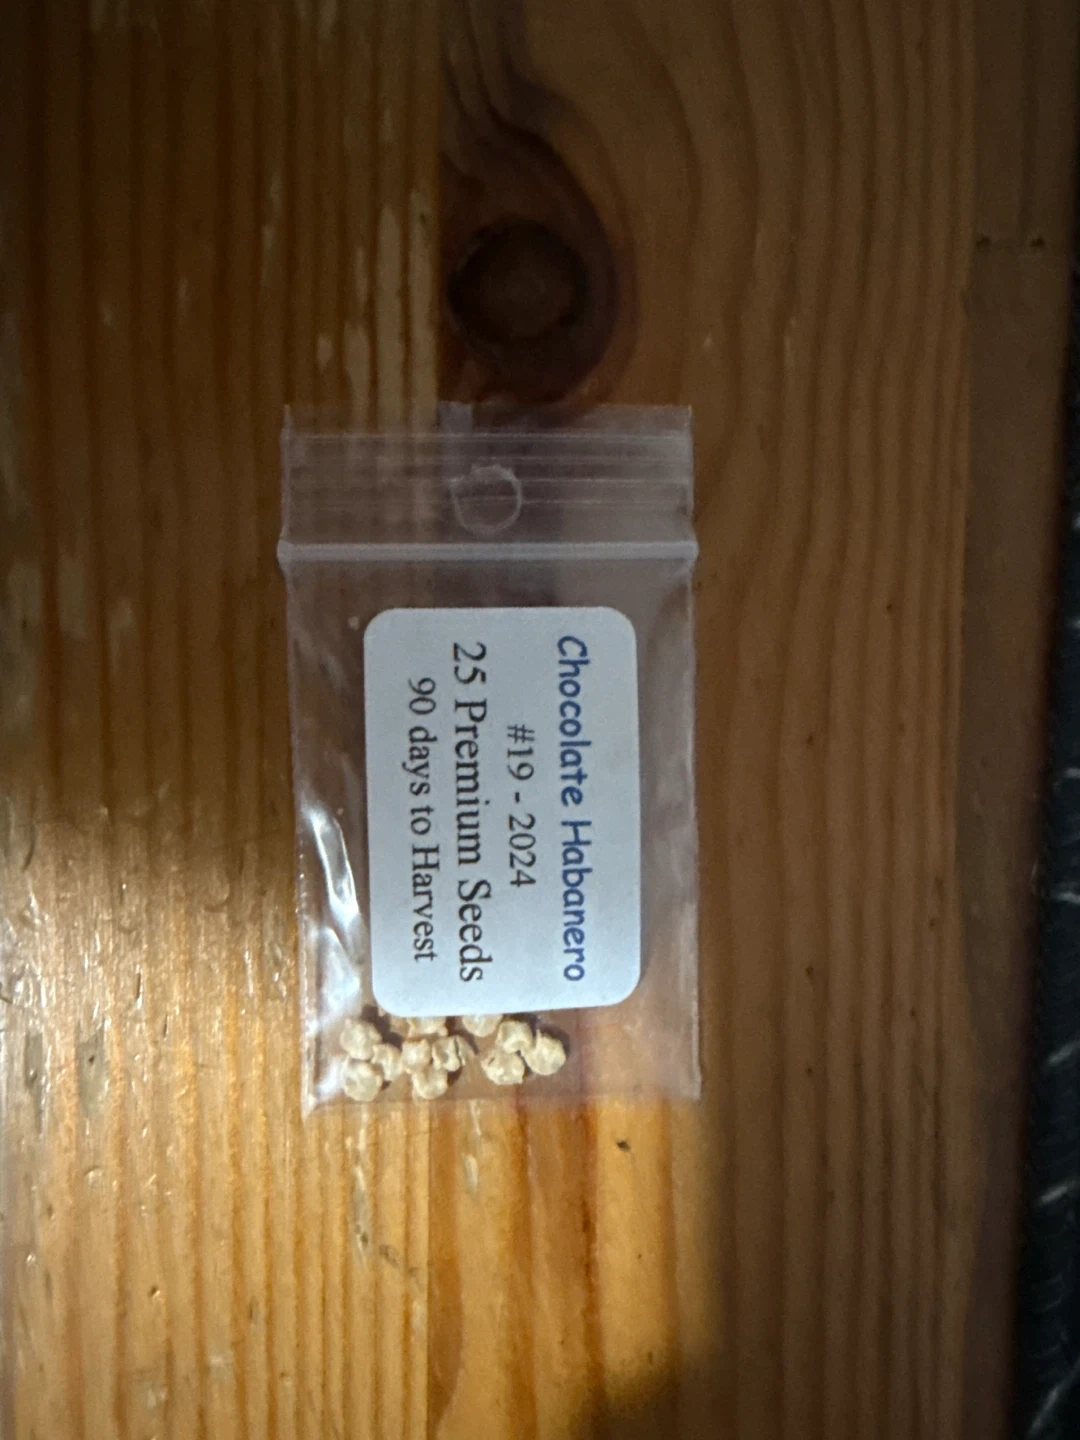 Chocolate Habanero
#19 - 2024
25 Premium Seeds
90 days to Harvest